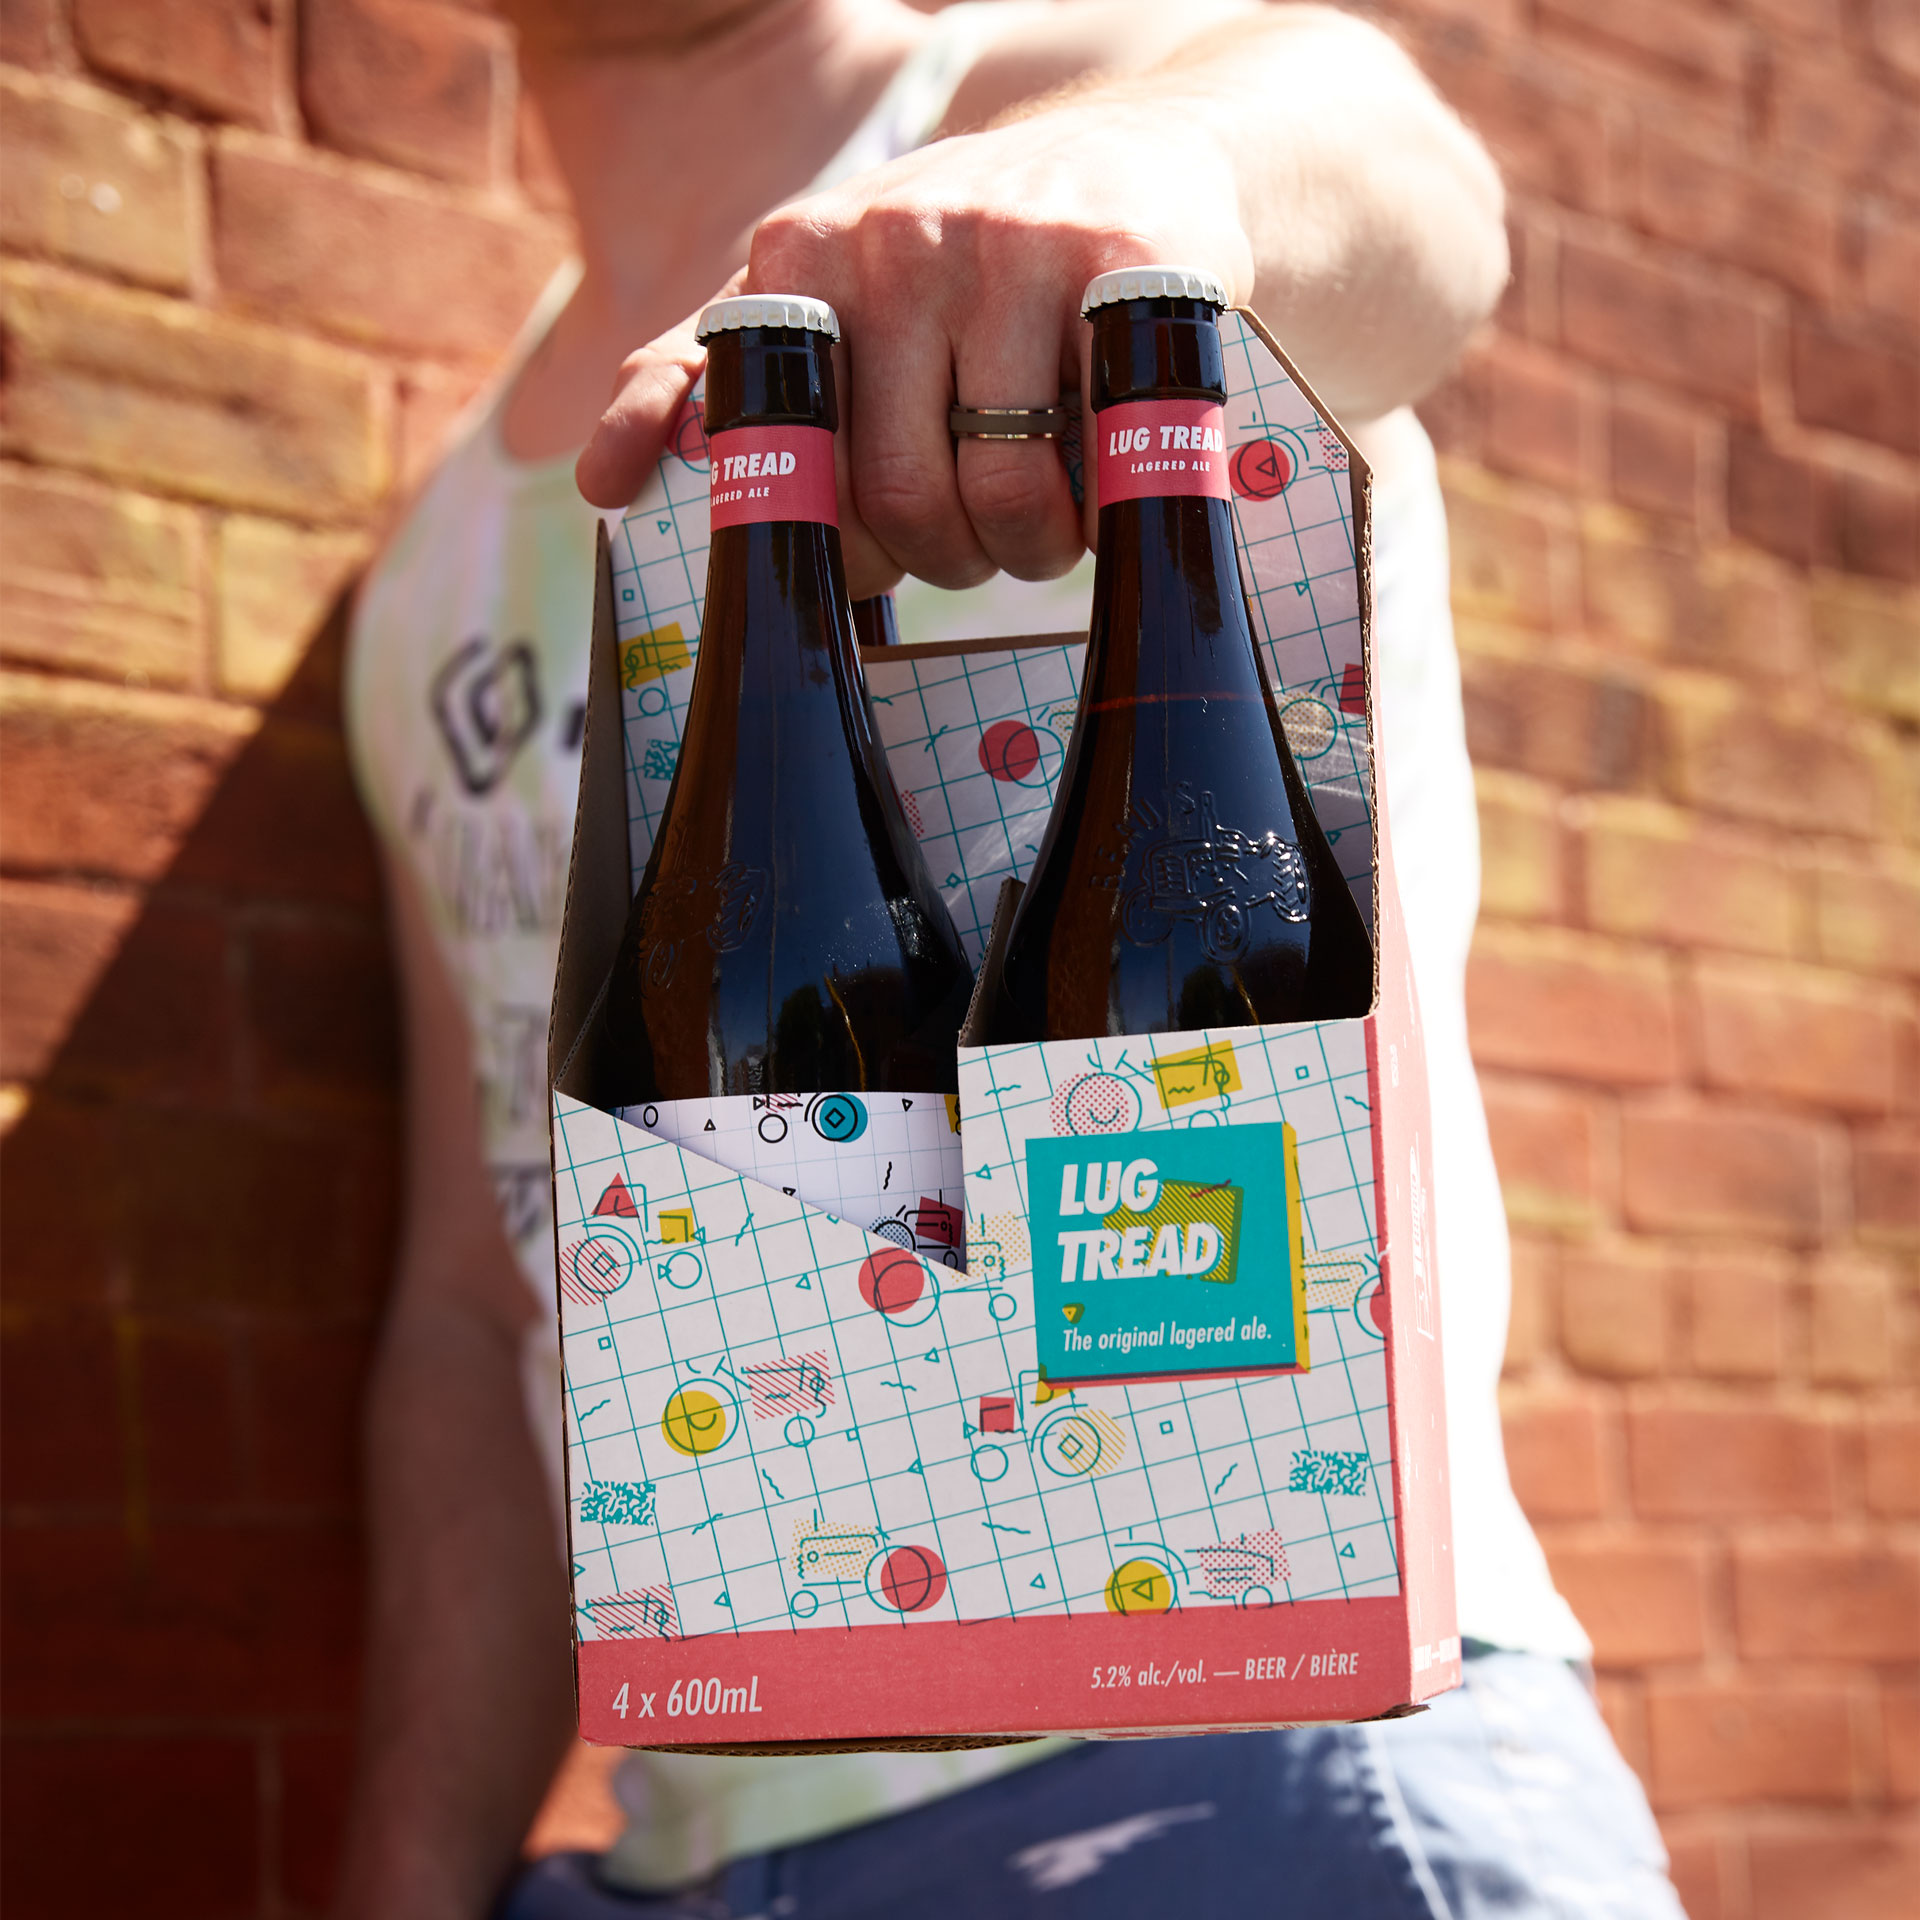 LUG TREAD
LAGERED ALE
TREAD
ALE
LUG
TREAD
The original lagered ale.
4 x 600mL
5.2% alc./vol. — BEER / BIÈRE